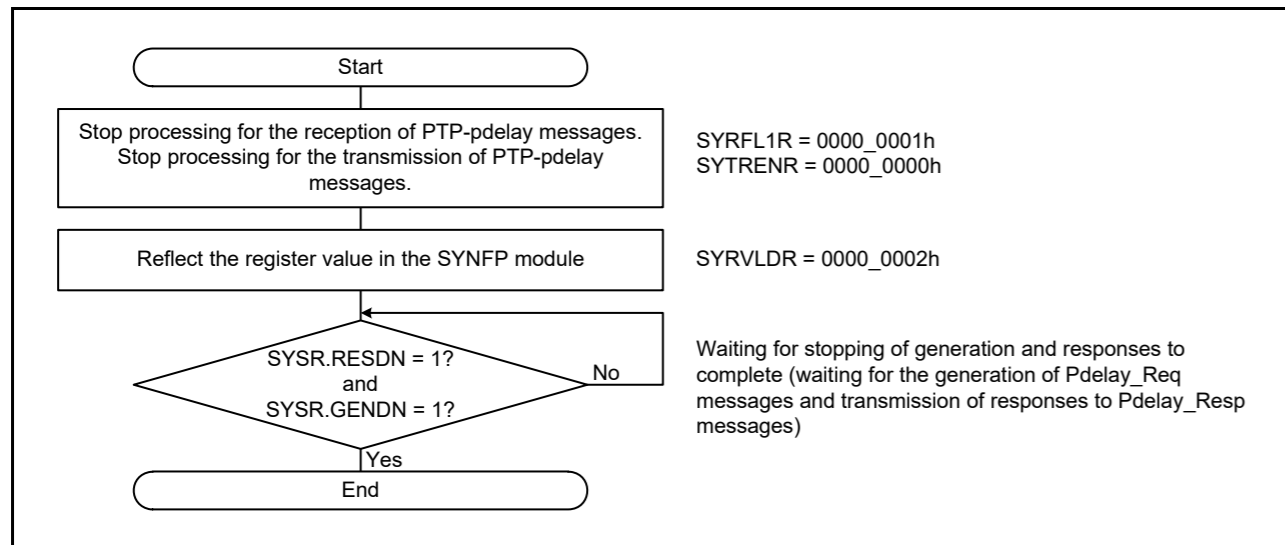 Start
Stop processing for the reception of PTP-pdelay messages.
Stop processing for the transmission of PTP-pdelay
messages.
SYRFL1R = 0000_0001h
SYTRENR = 0000_0000h
Reflect the register value in the SYNFP module
SYRVLDR = 0000_0002h
SYSR.RESDN = 1?
and
SYSR.GENDN = 1?
No
Waiting for stopping of generation and responses to
complete (waiting for the generation of Pdelay_Req
messages and transmission of responses to Pdelay_Resp
messages)
Yes
End